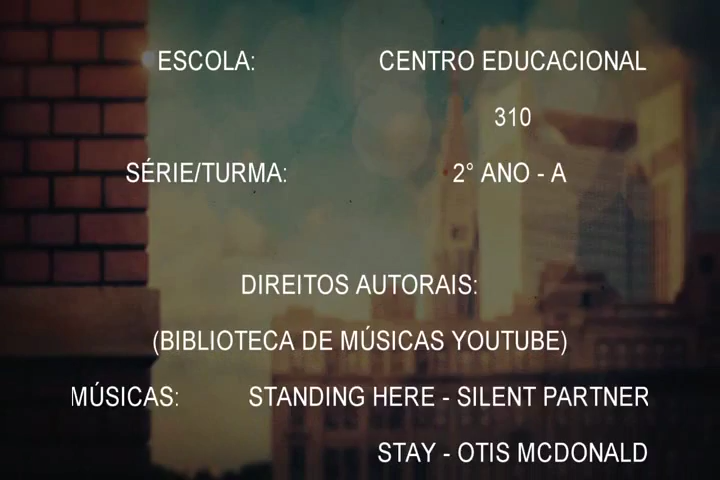 ESCOLA: CENTRO EDUCACIONAL
310
SÉRIE/TURMA: 2° ANO - A
DIREITOS AUTORAIS:
(BIBLIOTECA DE MÚSICAS YOUTUBE)
MÚSICAS: STANDING HERE - SILENT PARTNER
STAY - OTIS MCDONALD